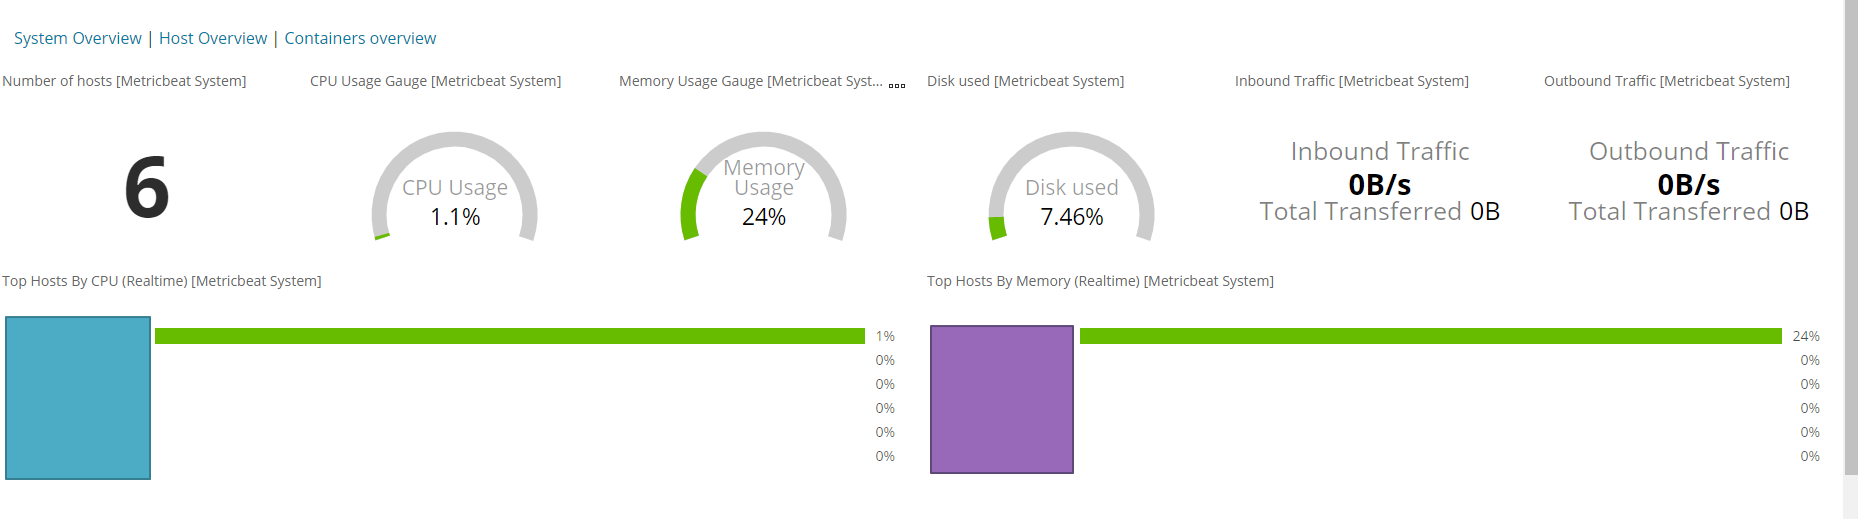 System Overview | Host Overview | Containers overview
Number of hosts [Metricbeat System]
CPU Usage Gauge [Metricbeat System]
Memory Usage Gauge [Metricbeat Syst...
Disk used [Metricbeat System]
Inbound Traffic [Metricbeat System]
Outbound Traffic [Metricbeat System]
6
CPU Usage
1.1%
Memory
Usage
24%
Disk used
7.46%
Inbound Traffic
0B/s
Total Transferred 0B
Outbound Traffic
0B/s
Total Transferred 0B
Top Hosts By CPU (Realtime) [Metricbeat System]
1%
0%
0%
0%
0%
0%
Top Hosts By Memory (Realtime) [Metricbeat System]
24%
0%
0%
0%
0%
0%